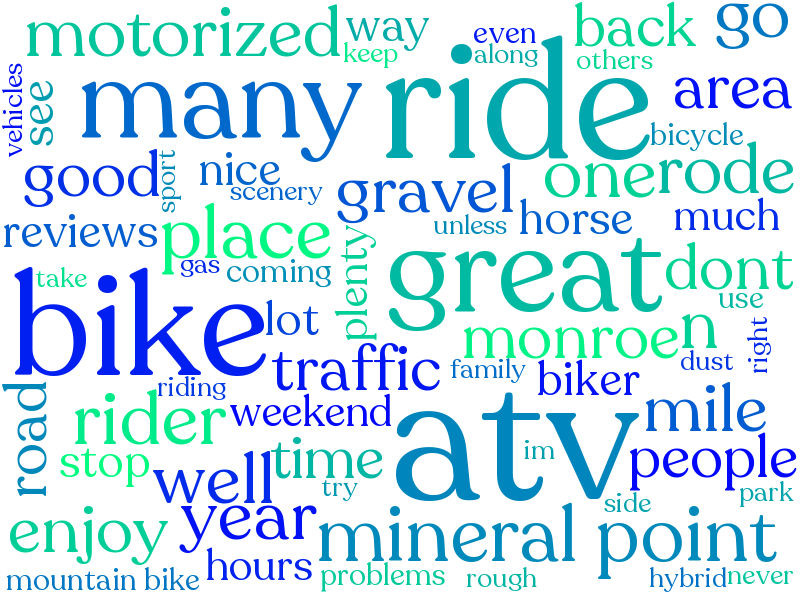 motorized
way
keep
even
along
back
others
go
vehicles
see
many
ride
area
bicycle
good
sport
nice
scenery
gravel
unless
horse
one
rode
much
reviews
place
gas
coming
plenty
great
dont
use
take
bike
lot
monroe
n
dust
right
traffic
family
biker
riding
road
rider
weekend
atv
mile
stop
well
time
try
im
people
side
park
enjoy
year
mineral point
mountain bike
hours
problems
rough
hybrid
never